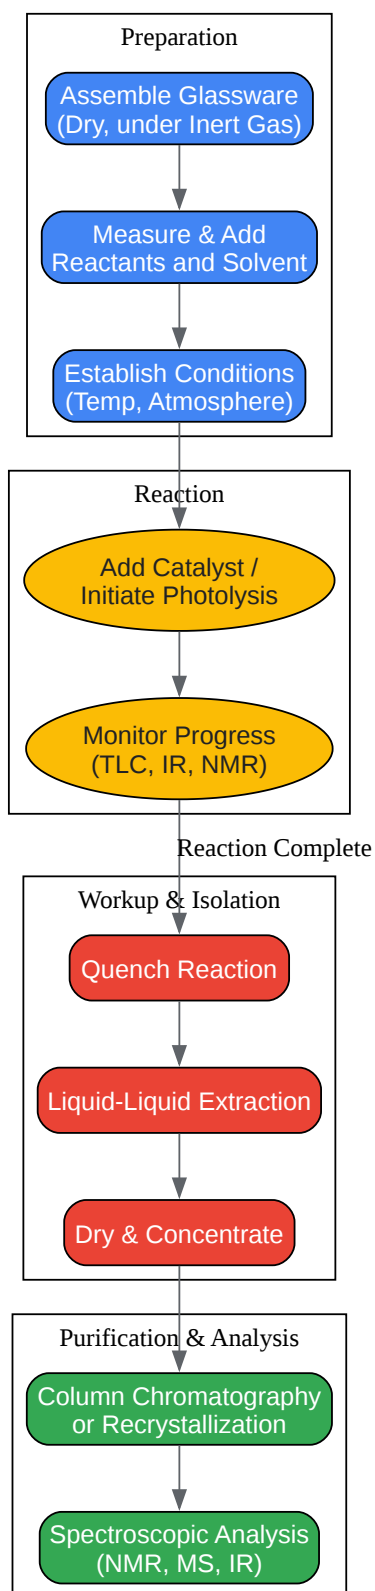 Preparation
Assemble Glassware
(Dry, under Inert Gas)
Measure & Add
Reactants and Solvent
Establish Conditions
(Temp, Atmosphere)
Reaction
Add Catalyst /
Initiate Photolysis
Monitor Progress
(TLC, IR, NMR)
Reaction Complete
Workup & Isolation
Quench Reaction
Liquid-Liquid Extraction
Dry & Concentrate
Purification & Analysis
Column Chromatography
or Recrystallization
Spectroscopic Analysis
(NMR, MS, IR)